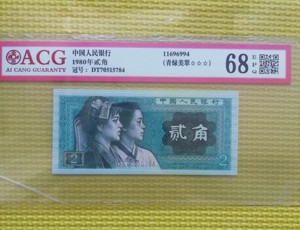 ACG
AI CANG GUARANTY
中国人民银行
1980年贰角
冠号：DT70513784
11696994
(青绿美翠☆☆☆)
68 E
P
Q
中国人民银行
贰角
2
2